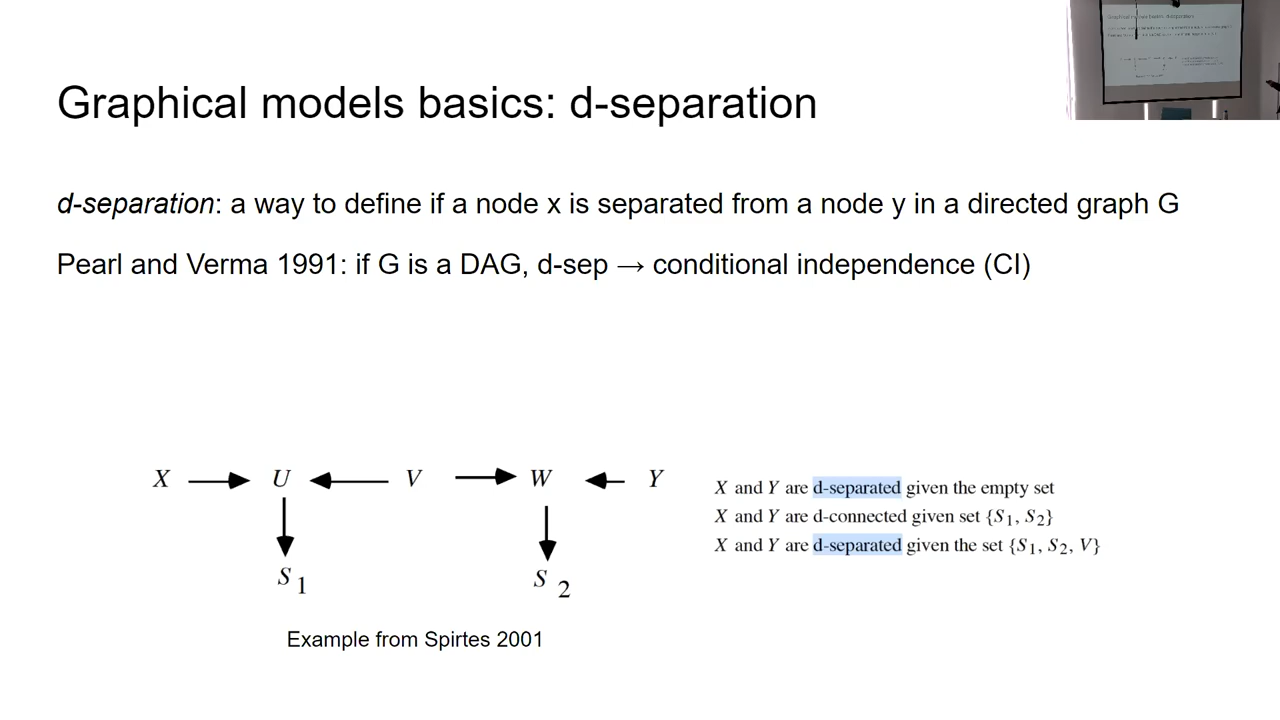 Graphical models basics: d-separation
d-separation: a way to define if a node x is separated from a node y in a directed graph G
Pearl and Verma 1991: if G is a DAG, d-sep → conditional independence (CI)
X U V W Y
S 1 S 2
X and Y are d-separated given the empty set
X and Y are d-connected given set {S1, S2}
X and Y are d-separated given the set {S1, S2, V}
Example from Spirtes 2001